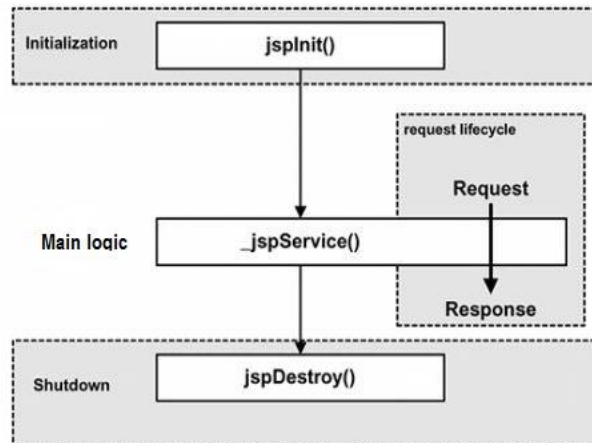 Initialization
jspInit()
request lifecycle
Request
Main logic
_jspService()
Response
jspDestroy()
Shutdown